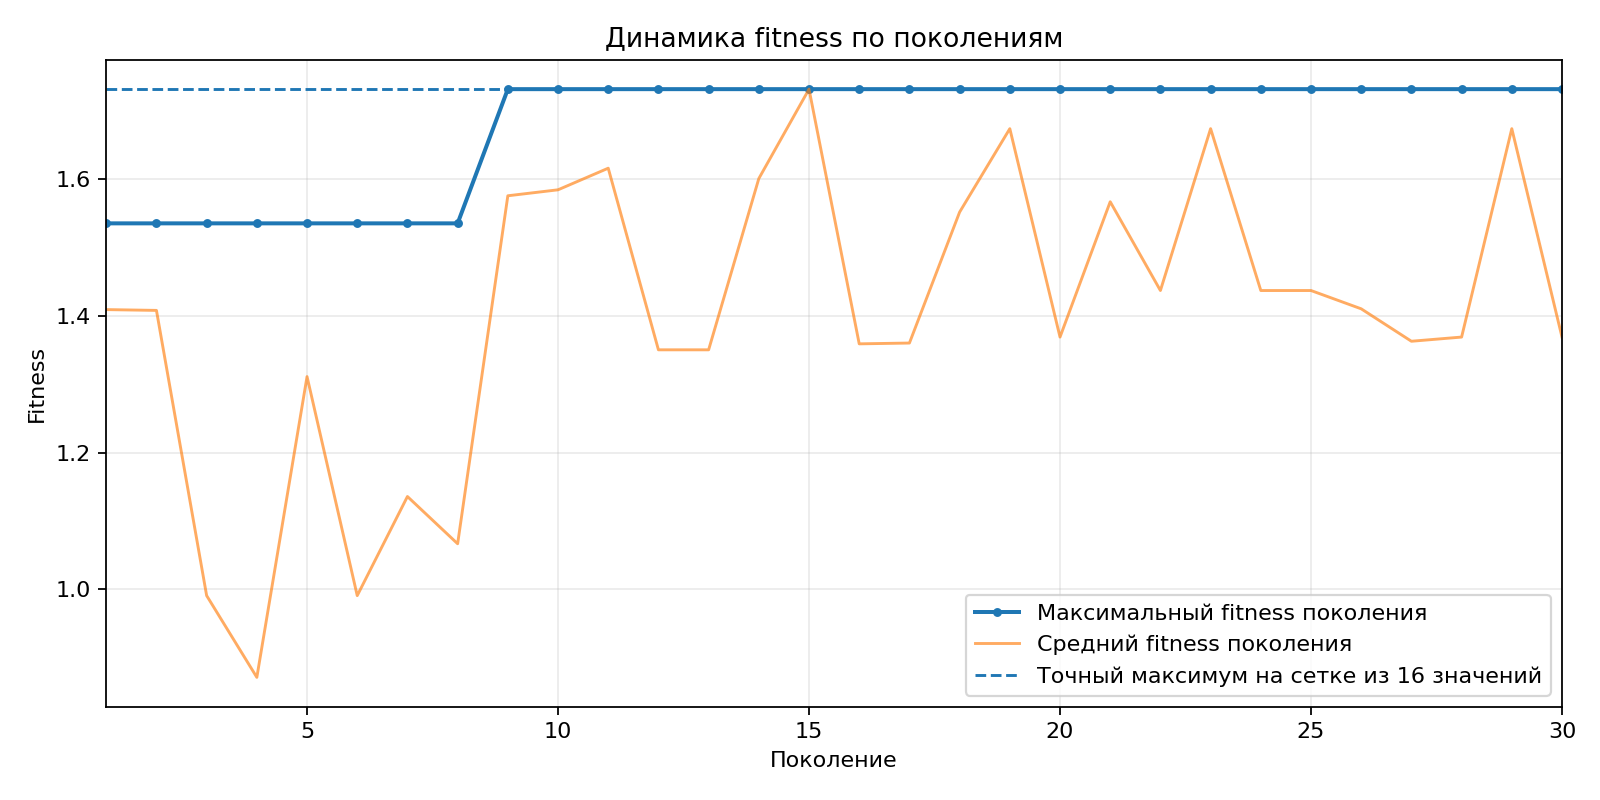 Динамика fitness по поколениям
Fitness
1.6
1.4
1.2
1.0
Максимальный fitness поколения
Средний fitness поколения
Точный максимум на сетке из 16 значений
5 10 15 20 25 30
Поколение